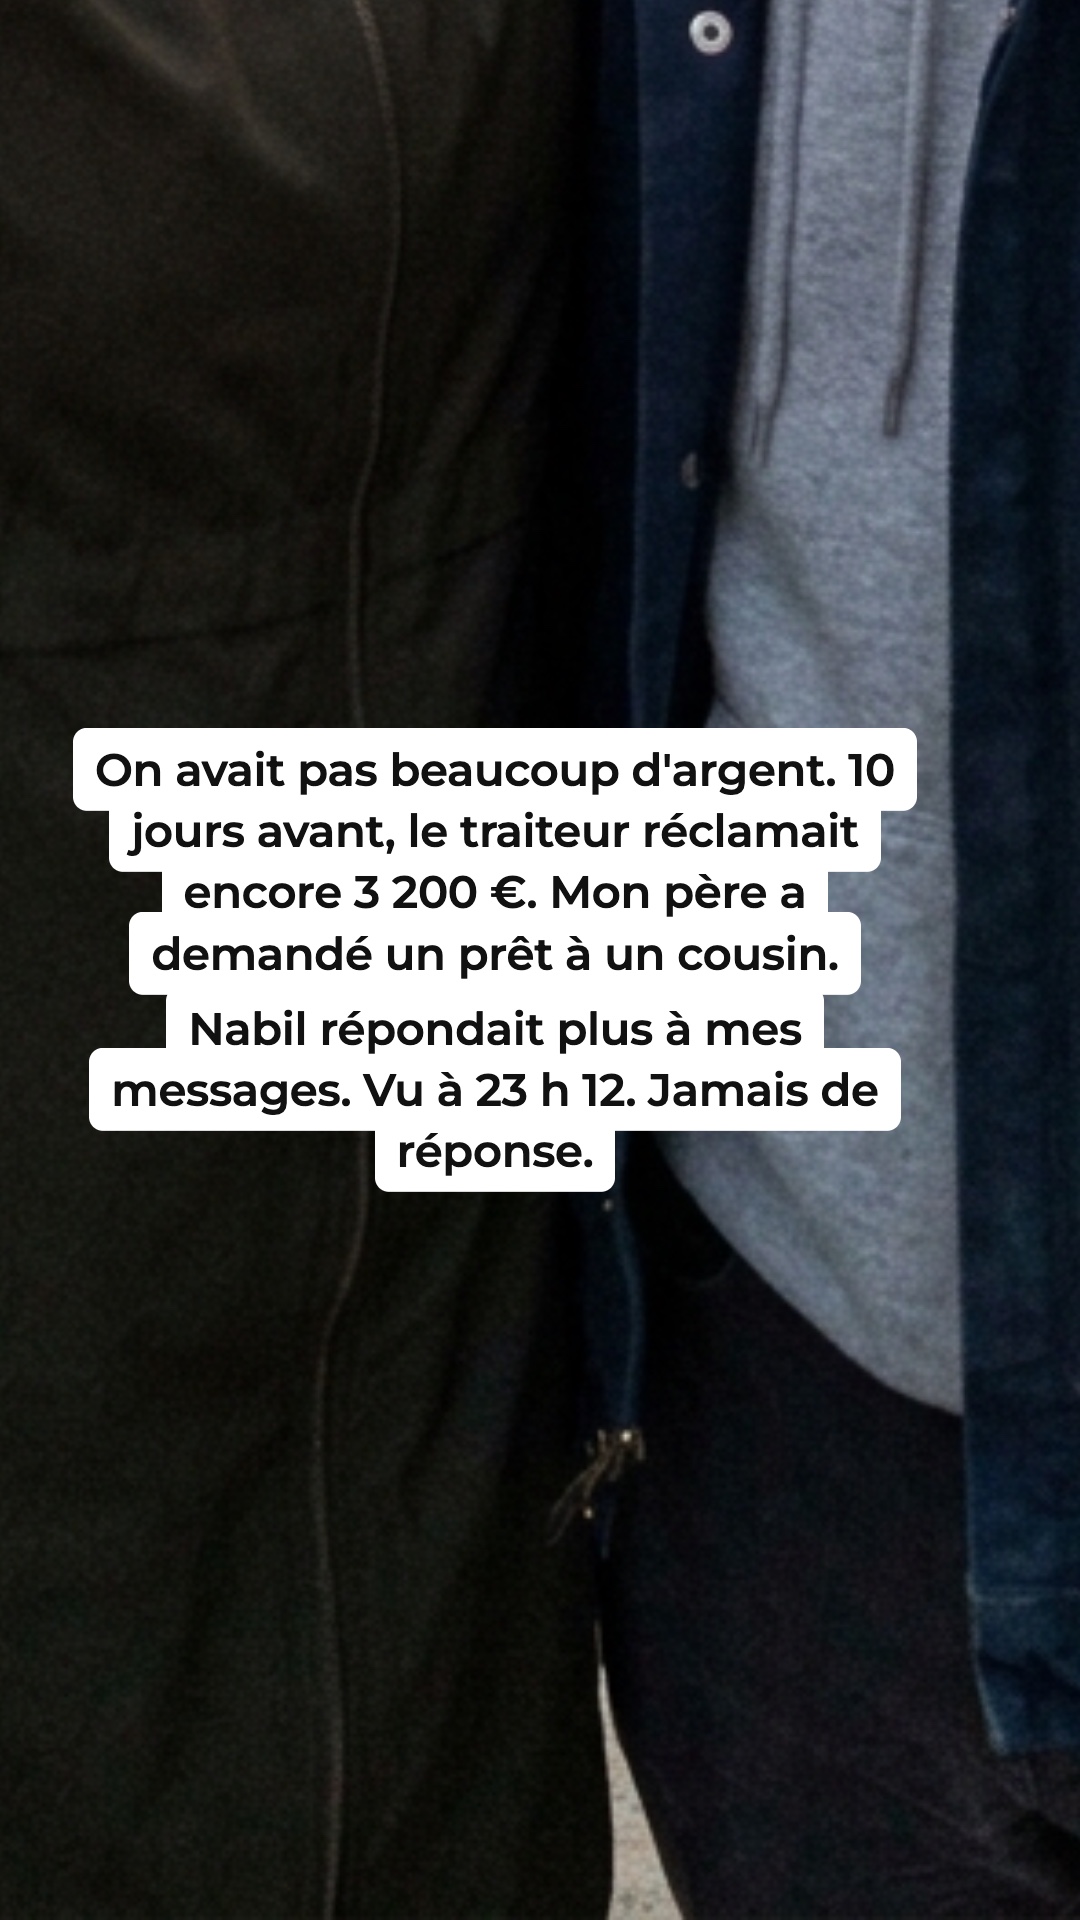 On avait pas beaucoup d'argent. 10
jours avant, le traiteur réclamait
encore 3 200 €. Mon père a
demandé un prêt à un cousin.
Nabil répondait plus à mes
messages. Vu à 23 h 12. Jamais de
réponse.